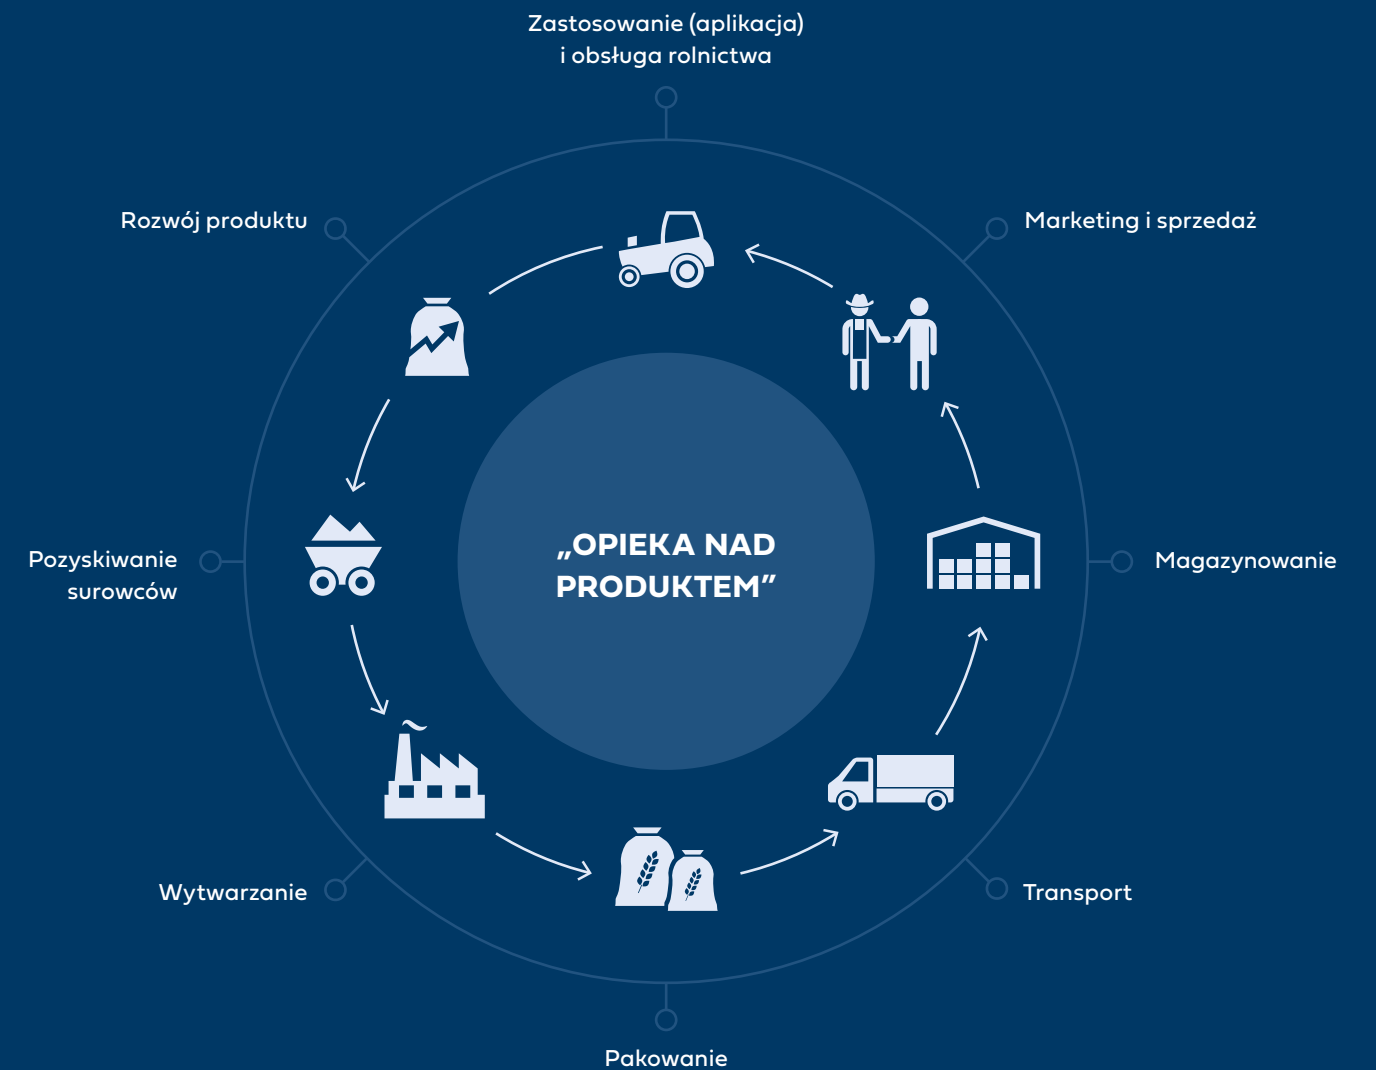 Zastosowanie (aplikacja)
i obsługa rolnictwa
Rozwój produktu
Marketing i sprzedaż
Pozyskiwanie
surowców
„OPIEKA NAD
PRODUKTEM”
Magazynowanie
Wytwarzanie
Transport
Pakowanie